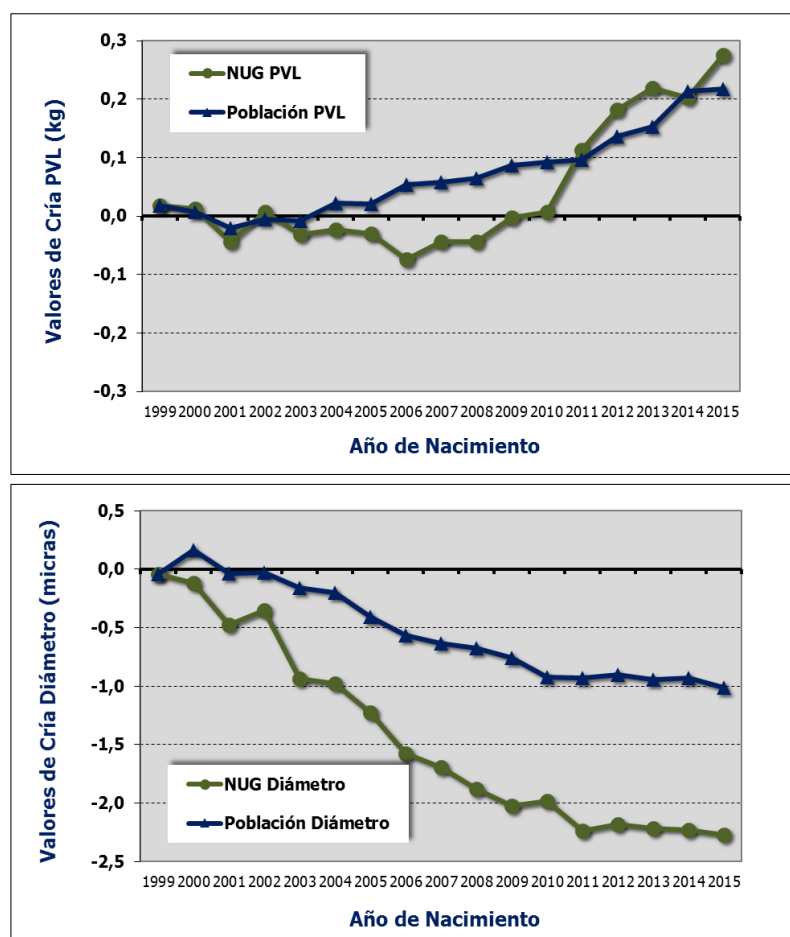 0,3
0,2
0,1
0,0
-0,1
-0,2
-0,3
Valores de Cría PVL (kg)
NUG PVL
Población PVL
1999 2000 2001 2002 2003 2004 2005 2006 2007 2008 2009 2010 2011 2012 2013 2014 2015
Año de Nacimiento
0,5
0,0
-0,5
-1,0
-1,5
-2,0
-2,5
Valores de Cría Diámetro (micras)
NUG Diámetro
Población Diámetro
1999 2000 2001 2002 2003 2004 2005 2006 2007 2008 2009 2010 2011 2012 2013 2014 2015
Año de Nacimiento